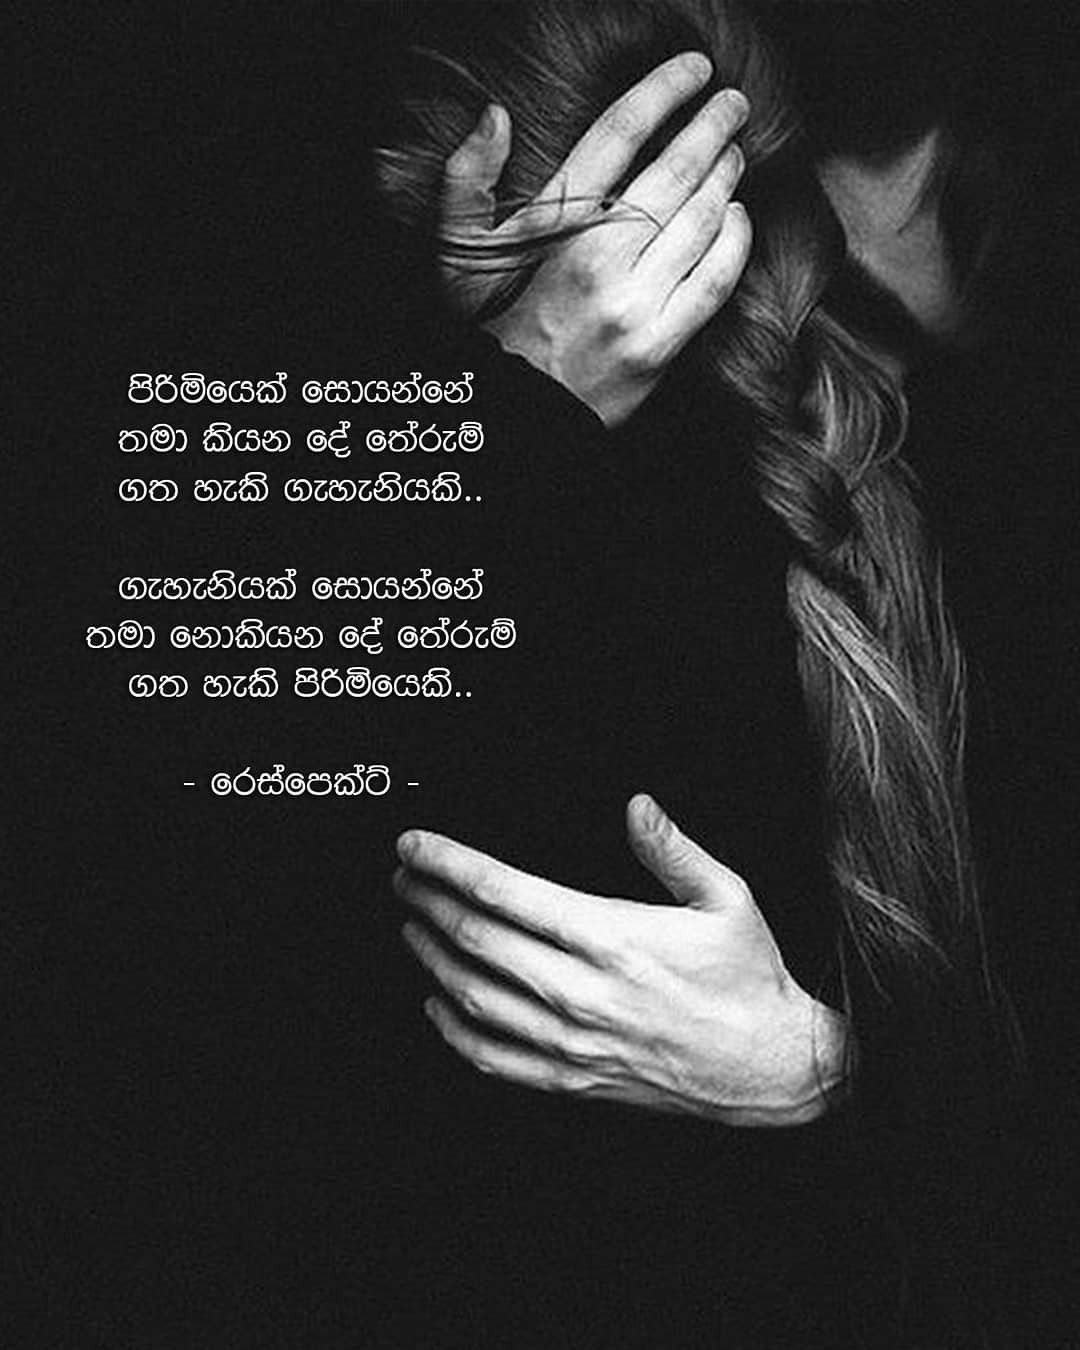 පිරිමියෙක් සොයන්නේ
තමා කියන දේ තේරුම්
ගත හැකි ගැහැනියකි..
ගැහැනියක් සොයන්නේ
තමා නොකියන දේ තේරුම්
ගත හැකි පිරිමියෙකි..
- රෙස්පෙක්ට් -